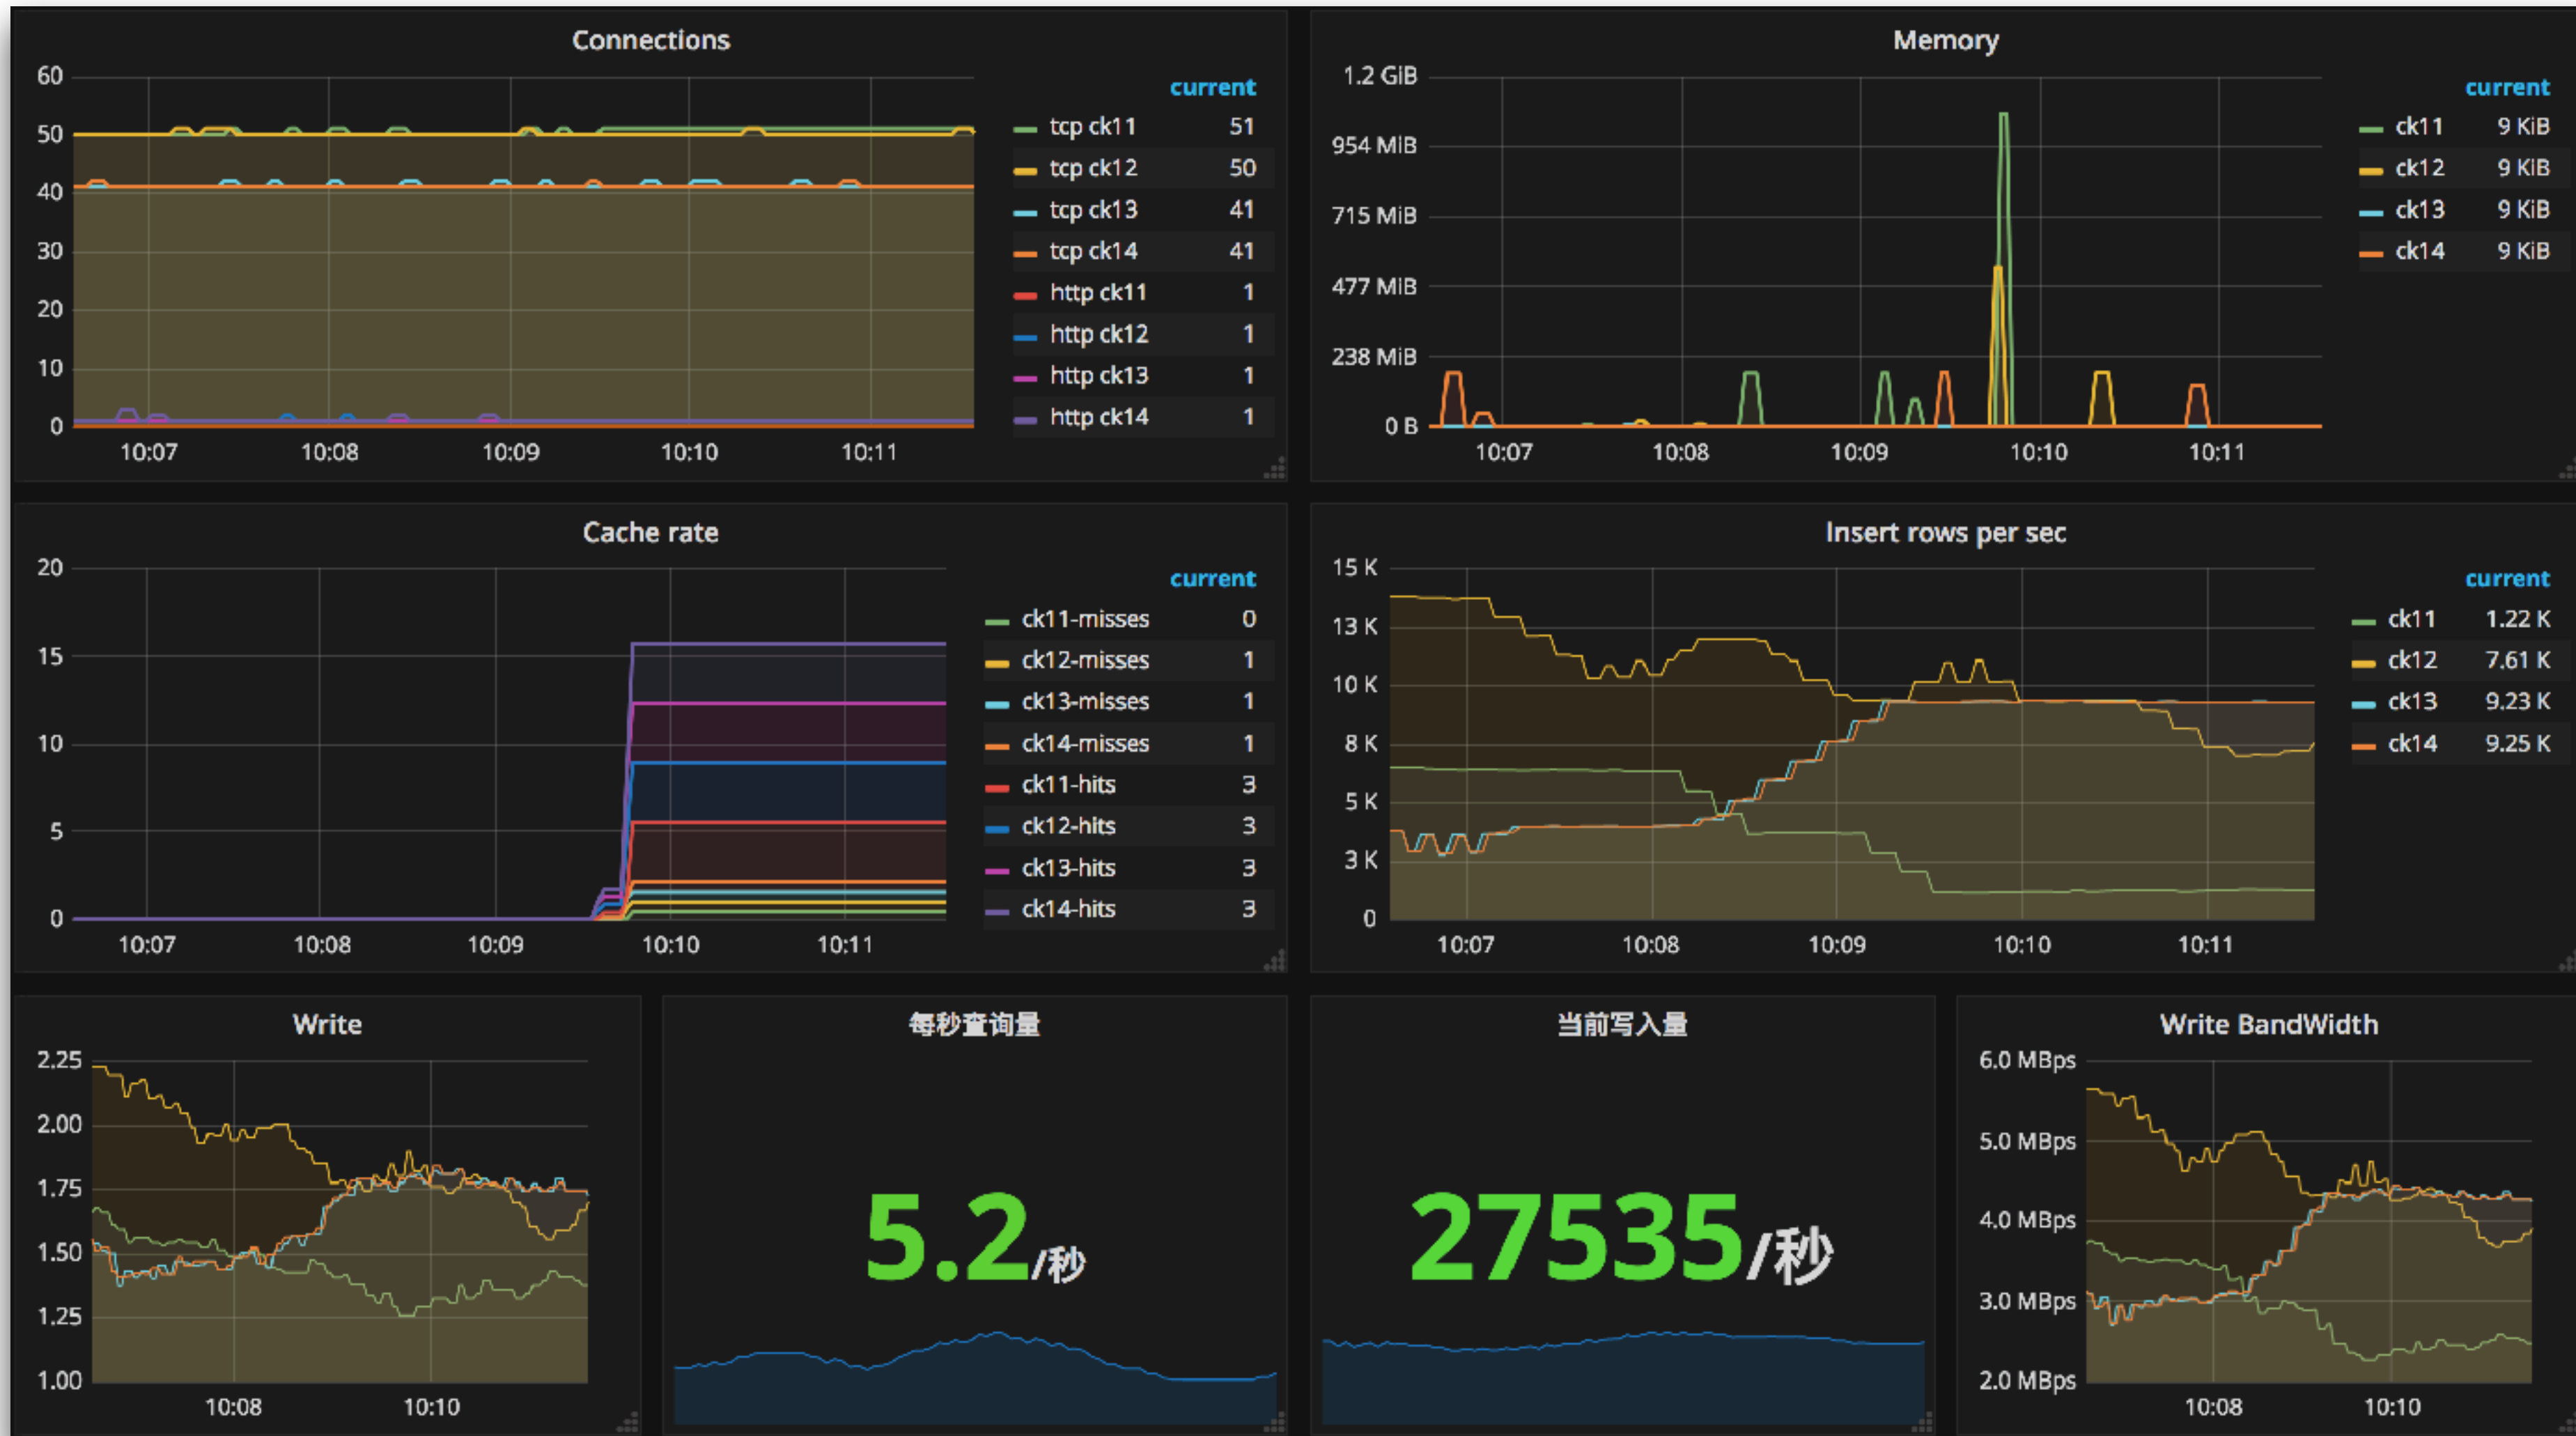 Connections
60
50
40
30
20
10
0
10:07 10:08 10:09 10:10 10:11
current
tcp ck11 51
tcp ck12 50
tcp ck13 41
tcp ck14 41
http ck11 1
http ck12 1
http ck13 1
http ck14 1
Memory
1.2 GiB
954 MiB
715 MiB
477 MiB
238 MiB
0 B
10:07 10:08 10:09 10:10 10:11
current
ck11 9 KiB
ck12 9 KiB
ck13 9 KiB
ck14 9 KiB
Cache rate
20
15
10
5
0
10:07 10:08 10:09 10:10 10:11
current
ck11-misses 0
ck12-misses 1
ck13-misses 1
ck14-misses 1
ck11-hits 3
ck12-hits 3
ck13-hits 3
ck14-hits 3
Insert rows per sec
15 K
13 K
10 K
8 K
5 K
3 K
0
10:07 10:08 10:09 10:10 10:11
current
ck11 1.22 K
ck12 7.61 K
ck13 9.23 K
ck14 9.25 K
Write
2.25
2.00
1.75
1.50
1.25
1.00
10:08 10:10
每秒查询量
5.2/秒
当前写入量
27535/秒
Write BandWidth
6.0 MBps
5.0 MBps
4.0 MBps
3.0 MBps
2.0 MBps
10:08 10:10